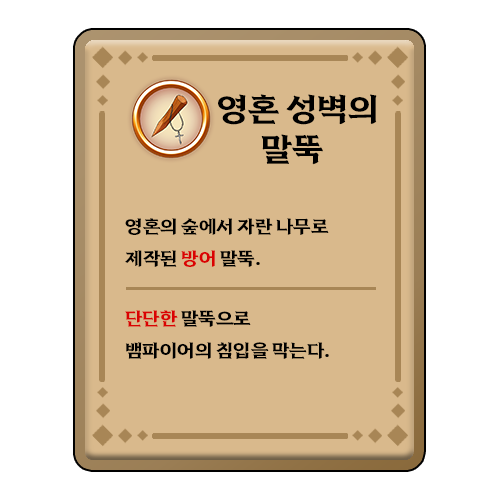 영혼 성벽의
말뚝
영혼의 숲에서 자란 나무로
제작된 방어 말뚝.
단단한 말뚝으로
뱀파이어의 침입을 막는다.